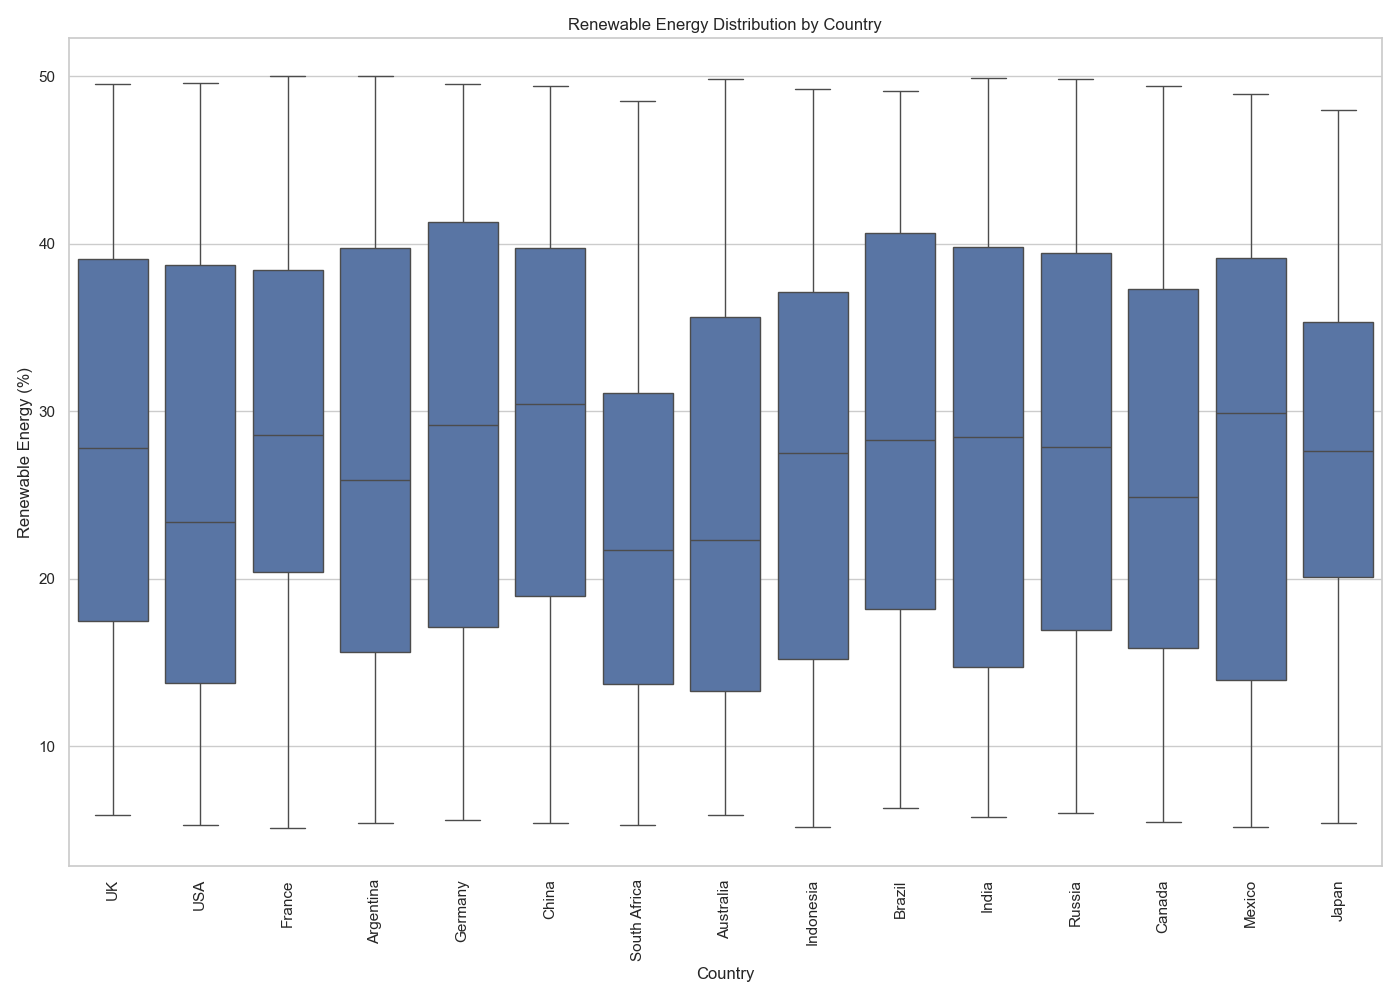 Renewable Energy Distribution by Country
Renewable Energy (%)
50
40
30
20
10
UK
USA
France
Argentina
Germany
China
South Africa
Australia
Indonesia
Brazil
India
Russia
Canada
Mexico
Japan
Country